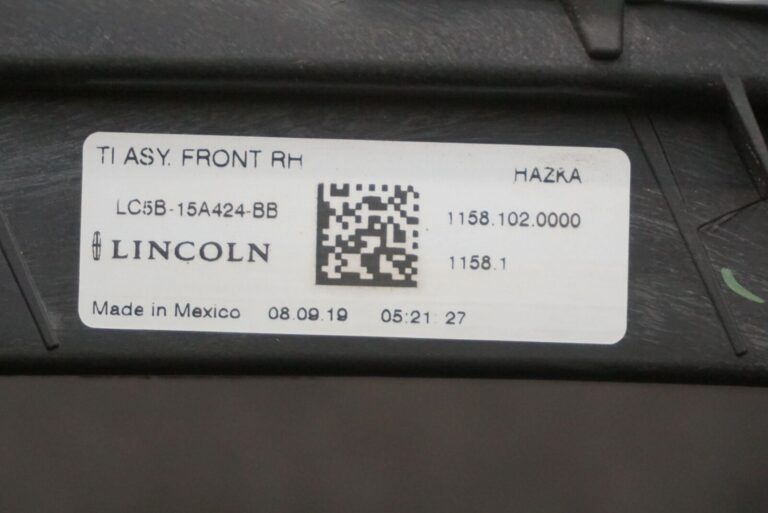 TI ASY. FRONT RH
HAZKA
LC5B-15A424-BB
1158.102.0000
LINCOLN
1158.1
Made in Mexico 08.09.19 05:21:27